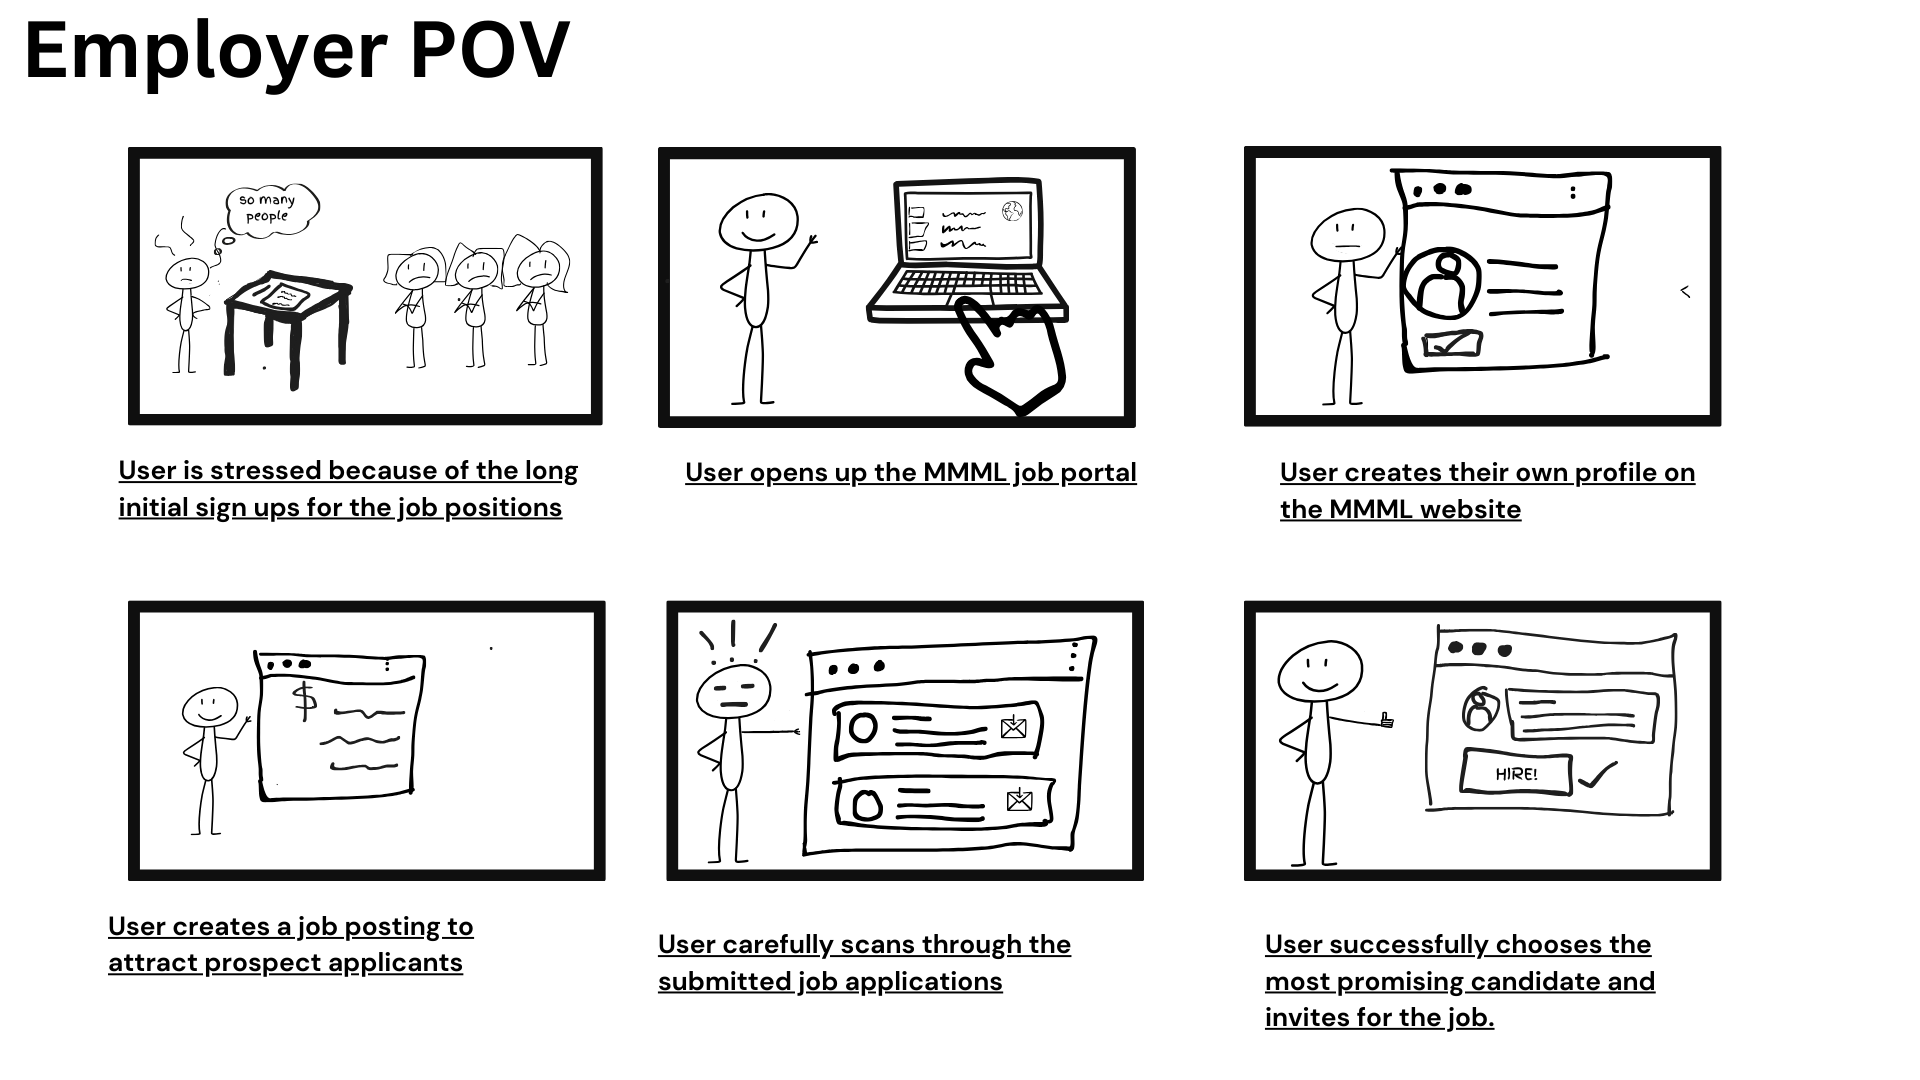 Employer POV
so many
people
User is stressed because of the long
initial sign ups for the job positions
User opens up the MMML job portal
User creates their own profile on
the MMML website
$
User creates a job posting to
attract prospect applicants
User carefully scans through the
submitted job applications
HIRE!
User successfully chooses the
most promising candidate and
invites for the job.